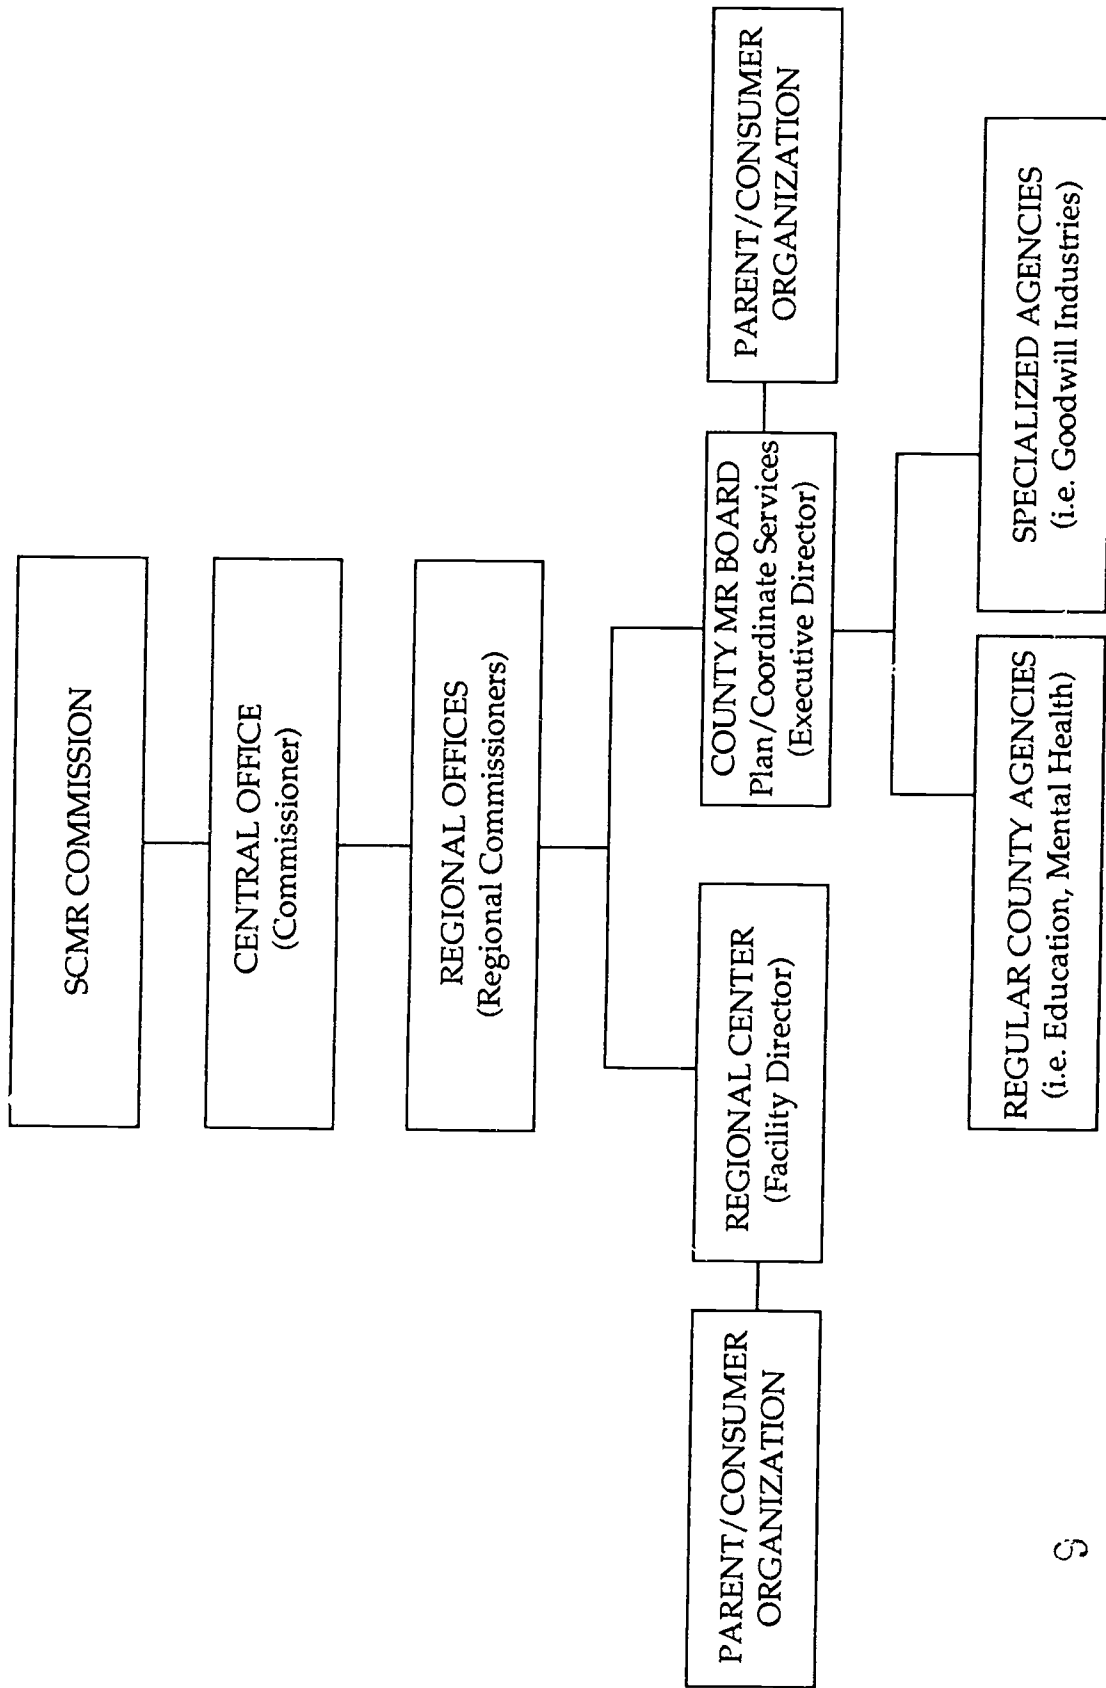 SCMR COMMISSION
CENTRAL OFFICE
(Commissioner)
REGIONAL OFFICES
(Regional Commissioners)
PARENT/CONSUMER
ORGANIZATION
REGIONAL CENTER
(Facility Director)
COUNTY MR BOARD
Plan/Coordinate Services
(Executive Director)
PARENT/CONSUMER
ORGANIZATION
REGULAR COUNTY AGENCIES
(i.e. Education, Mental Health)
SPECIALIZED AGENCIES
(i.e. Goodwill Industries)